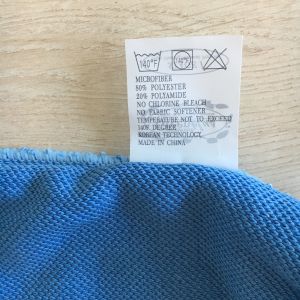 140°F
MICROFIBER
80% POLYESTER
20% POLYAMIDE
NO CHLORINE BLEACH
NO FABRIC SOFTENER
TEMPERATURE NOT TO EXCEED
140F DEGREE
KOREAN TECHNOLOGY,
MADE IN CHINA